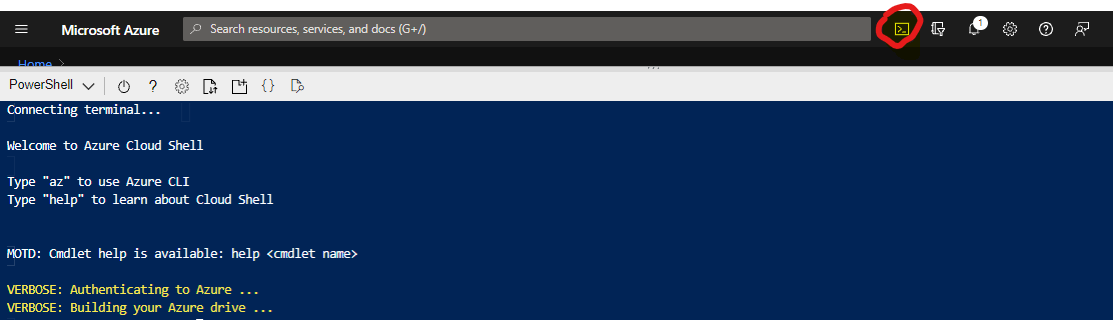 Microsoft Azure
Search resources, services, and docs (G+/)
1
Home >
PowerShell
Connecting terminal...
Welcome to Azure Cloud Shell
Type "az" to use Azure CLI
Type "help" to learn about Cloud Shell
MOTD: Cmdlet help is available: help <cmdlet name>
VERBOSE: Authenticating to Azure ...
VERBOSE: Building your Azure drive ...